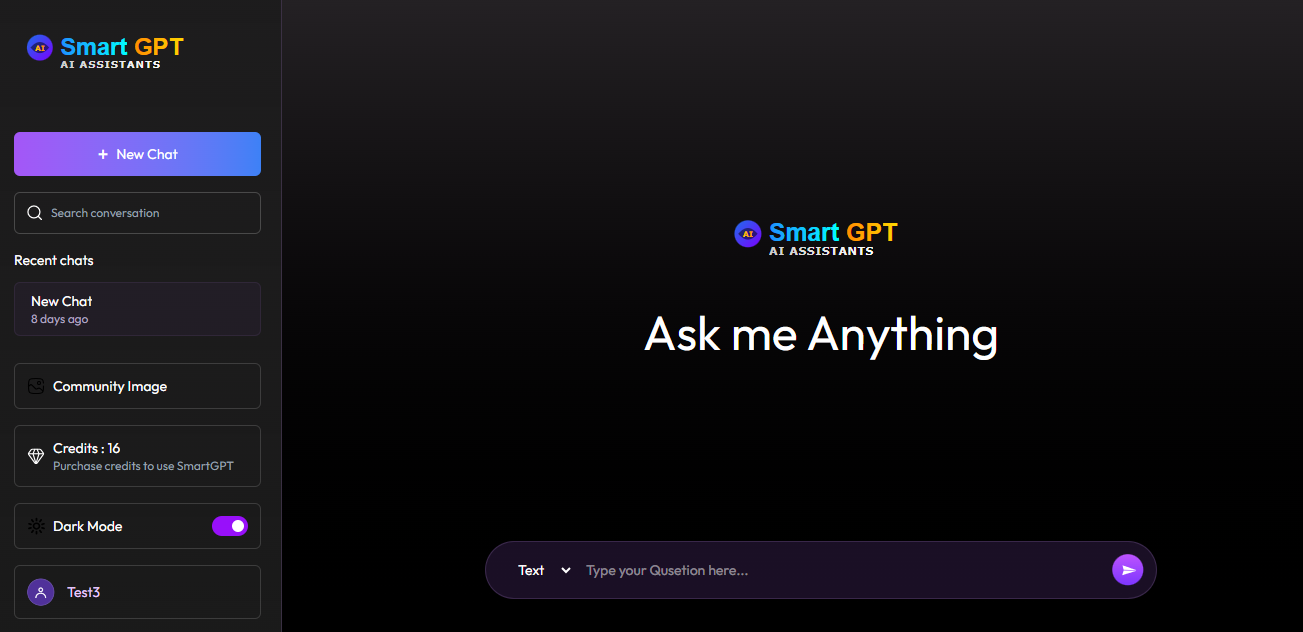 AI
Smart GPT
AI ASSISTANTS
+ New Chat
Search conversation
Recent chats
New Chat
8 days ago
Community Image
Credits : 16
Purchase credits to use SmartGPT
Dark Mode
Test3
AI
Smart GPT
AI ASSISTANTS
Ask me Anything
Text
Type your Qusetion here...